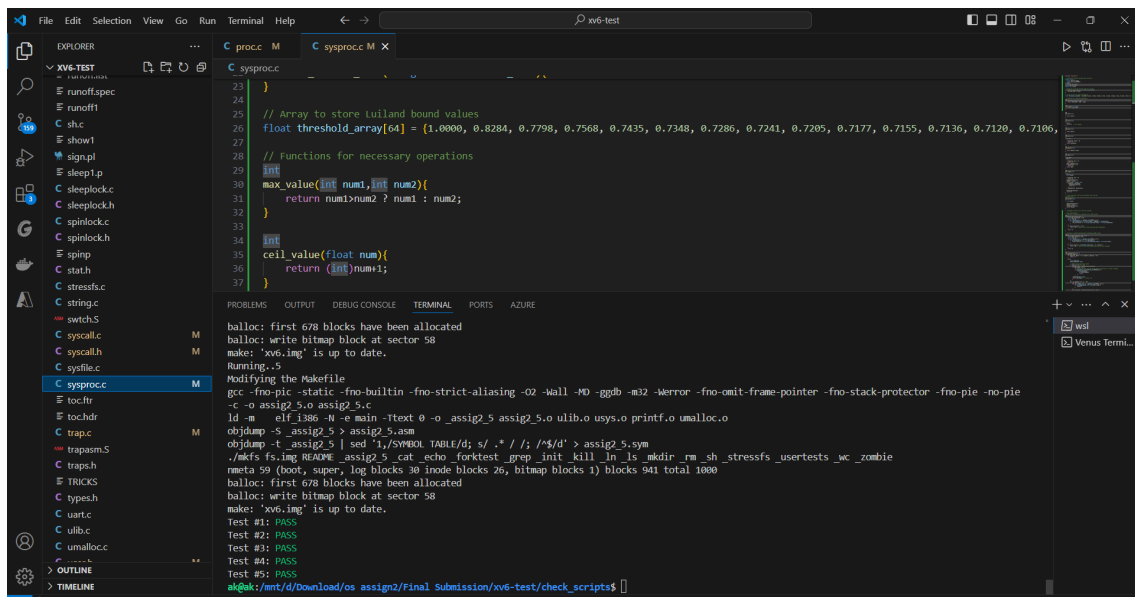 File Edit Selection View Go Run Terminal Help
xv6-test
EXPLORER
XV6-TEST
runoff.list
runoff.spec
runoff1
sh.c
show1
sign.pl
sleep1.p
sleeplock.c
sleeplock.h
spinlock.c
spinlock.h
spinp
stat.h
stressfs.c
string.c
swtch.S
syscall.c M
syscall.h M
sysfile.c
sysproc.c M
toc.ftr
toc.hdr
trap.c M
trapasm.S
traps.h
TRICKS
types.h
uart.c
ulib.c
umalloc.c
OUTLINE
TIMELINE
159
3
proc.c M sysproc.c M
sysproc.c
23 }
24
25 // Array to store Luiland bound values
26 float threshold_array[64] = {1.0000, 0.8284, 0.7798, 0.7568, 0.7435, 0.7348, 0.7286, 0.7241, 0.7205, 0.7177, 0.7155, 0.7136, 0.7120, 0.7106,
27
28 // Functions for necessary operations
29 int
30 max_value(int num1,int num2){
31 return num1>num2 ? num1 : num2;
32 }
33
34 int
35 ceil_value(float num){
36 return (int)num+1;
37 }
PROBLEMS OUTPUT DEBUG CONSOLE TERMINAL PORTS AZURE
balloc: first 678 blocks have been allocated
balloc: write bitmap block at sector 58
make: 'xv6.img' is up to date.
Running..5
Modifying the Makefile
gcc -fno-pic -static -fno-builtin -fno-strict-aliasing -O2 -Wall -MD -ggdb -m32 -Werror -fno-omit-frame-pointer -fno-stack-protector -fno-pie -no-pie
-c -o assig2_5.o assig2_5.c
ld -m elf_i386 -N -e main -Ttext 0 -o _assig2_5 assig2_5.o ulib.o usys.o printf.o umalloc.o
objdump -S _assig2_5 > assig2_5.asm
objdump -t _assig2_5 | sed '1,/SYMBOL TABLE/d; s/ .* / /; /^$/d' > assig2_5.sym
./mkfs fs.img README _assig2_5 _cat _echo _forktest _grep _init _kill _ln _ls _mkdir _rm _sh _stressfs _usertests _wc _zombie
nmeta 59 (boot, super, log blocks 30 inode blocks 26, bitmap blocks 1) blocks 941 total 1000
balloc: first 678 blocks have been allocated
balloc: write bitmap block at sector 58
make: 'xv6.img' is up to date.
Test #1: PASS
Test #2: PASS
Test #3: PASS
Test #4: PASS
Test #5: PASS
ak@ak:/mnt/d/Download/os assign2/Final Submission/xv6-test/check_scripts$
wsl
Venus Termi...